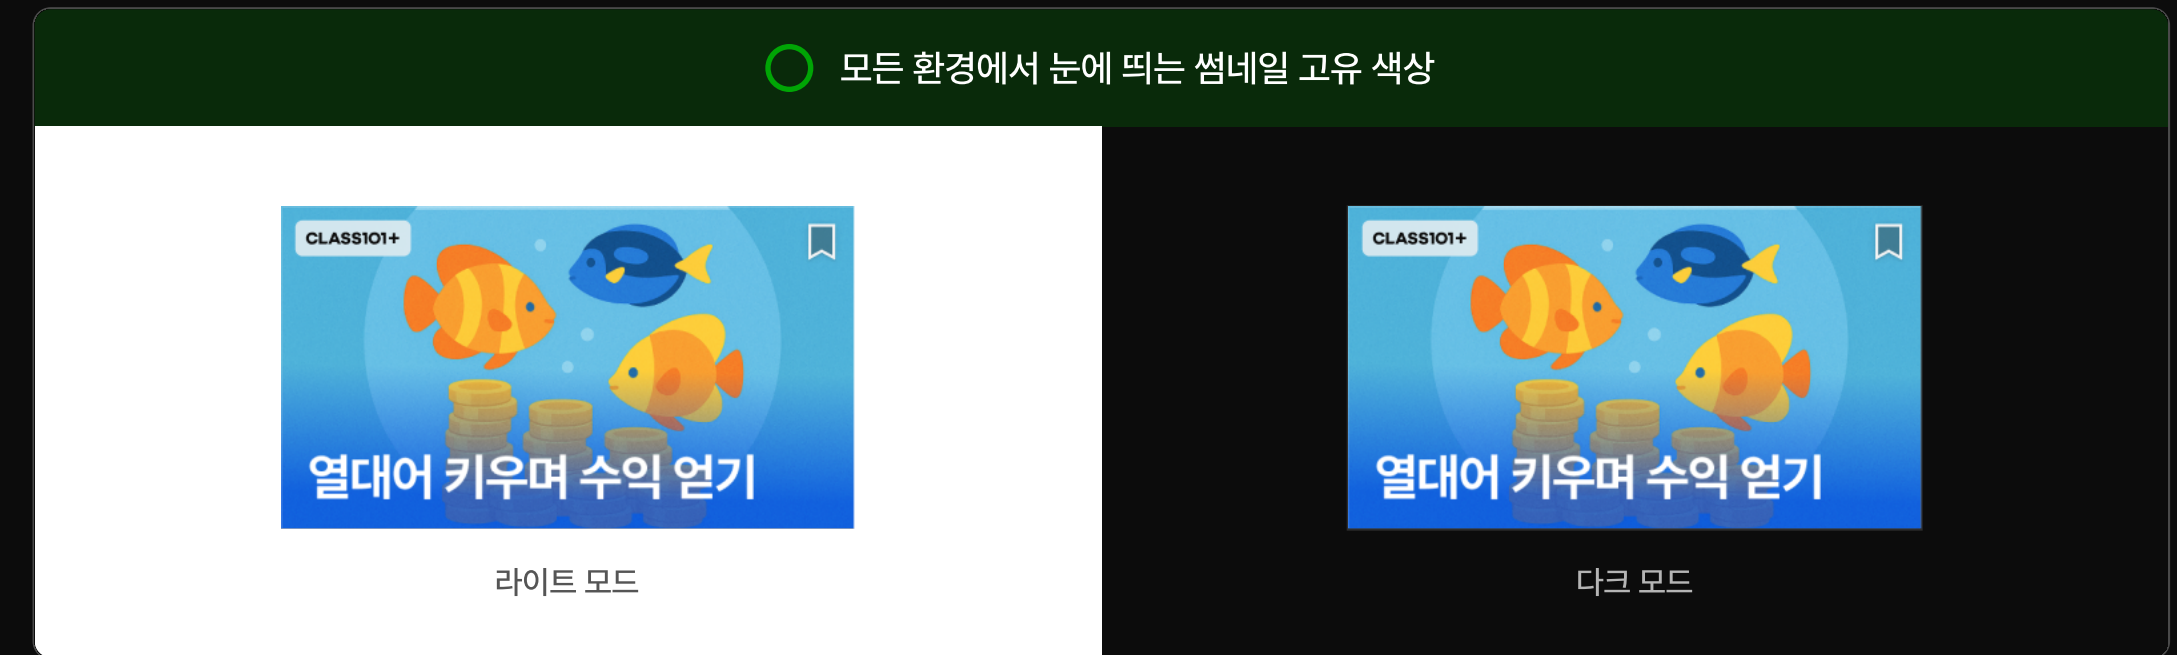 모든 환경에서 눈에 띄는 썸네일 고유 색상
CLASS101+
열대어 키우며 수익 얻기
라이트 모드
CLASS101+
열대어 키우며 수익 얻기
다크 모드